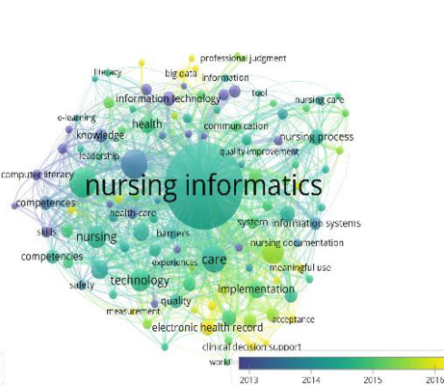 professional judgment
literacy
big data
information
information technology
tool
nursing care
e-learning
health
communication
knowledge
nursing process
leadership
quality improvement
computer literacy
nursing informatics
competences
health-care
system
information systems
skills
nursing
barriers
nursing documentation
competencies
experiences
care
meaningful use
safety
technology
implementation
quality
measurement
acceptance
electronic health record
clinical decision support
2013
2014
2015
2016